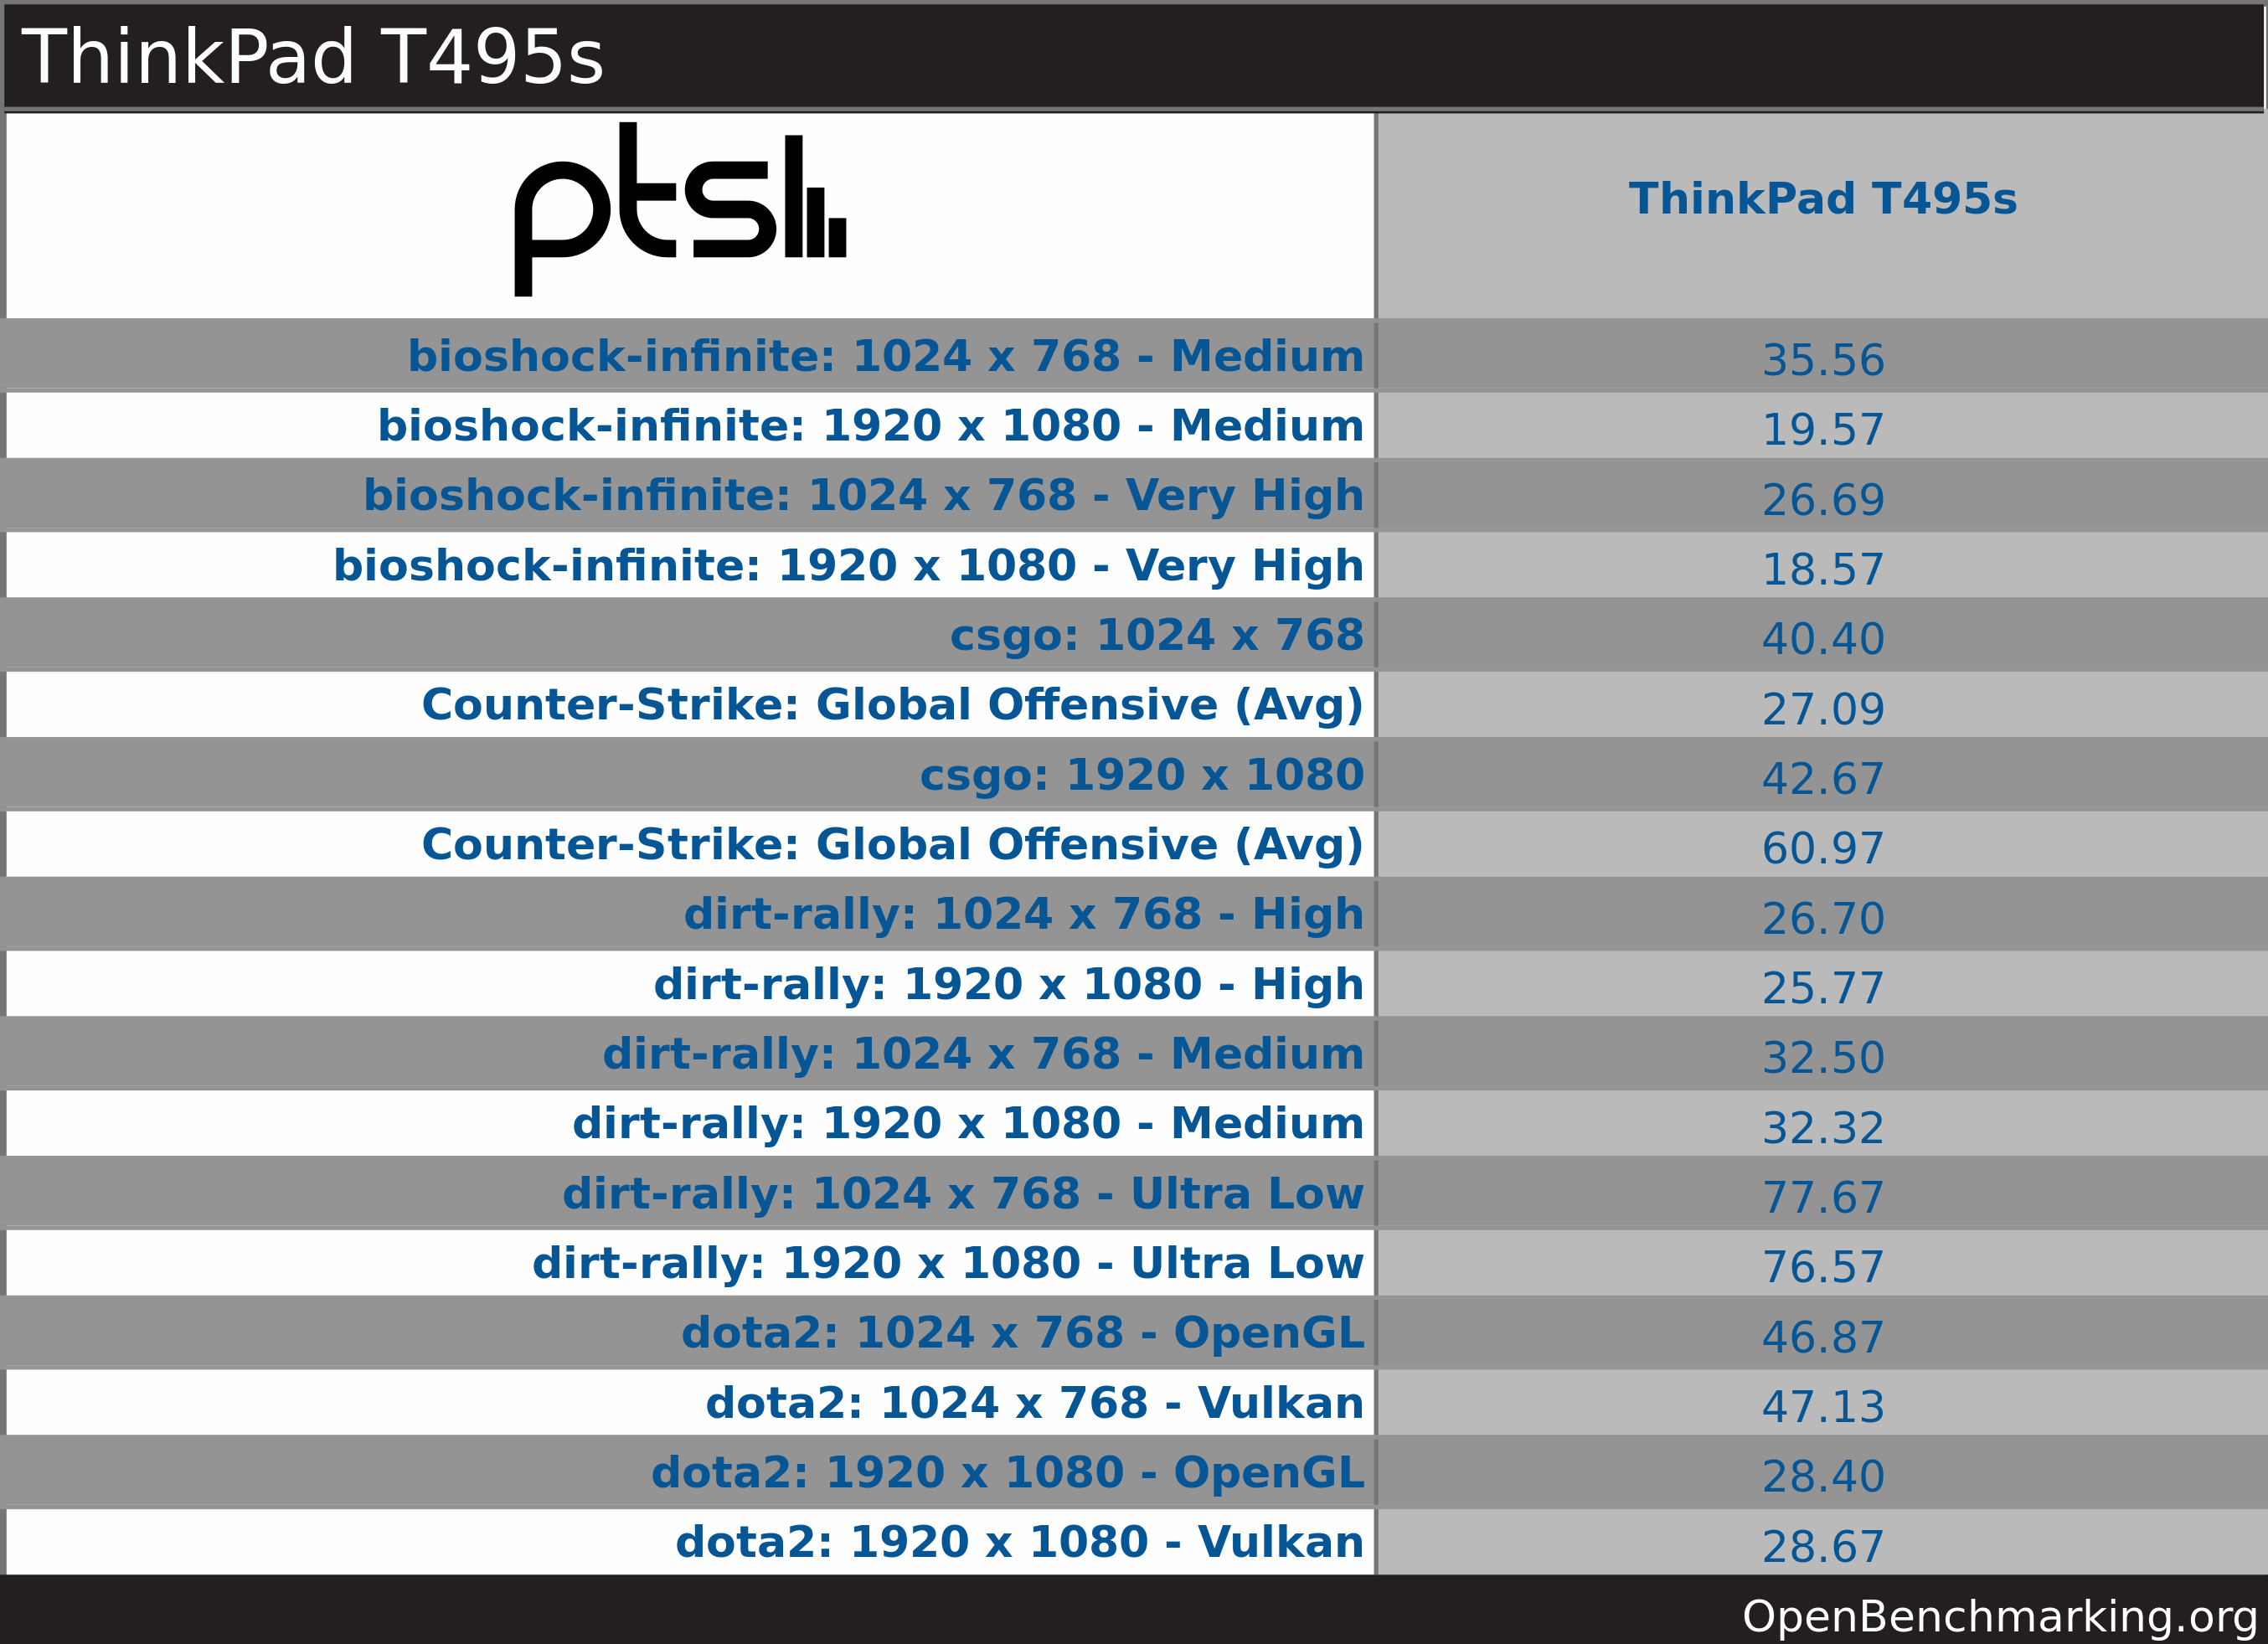 ThinkPad T495s
ptsl
ThinkPad T495s
bioshock-infinite: 1024 x 768 - Medium 35.56
bioshock-infinite: 1920 x 1080 - Medium 19.57
bioshock-infinite: 1024 x 768 - Very High 26.69
bioshock-infinite: 1920 x 1080 - Very High 18.57
csgo: 1024 x 768 40.40
Counter-Strike: Global Offensive (Avg) 27.09
csgo: 1920 x 1080 42.67
Counter-Strike: Global Offensive (Avg) 60.97
dirt-rally: 1024 x 768 - High 26.70
dirt-rally: 1920 x 1080 - High 25.77
dirt-rally: 1024 x 768 - Medium 32.50
dirt-rally: 1920 x 1080 - Medium 32.32
dirt-rally: 1024 x 768 - Ultra Low 77.67
dirt-rally: 1920 x 1080 - Ultra Low 76.57
dota2: 1024 x 768 - OpenGL 46.87
dota2: 1024 x 768 - Vulkan 47.13
dota2: 1920 x 1080 - OpenGL 28.40
dota2: 1920 x 1080 - Vulkan 28.67
OpenBenchmarking.org